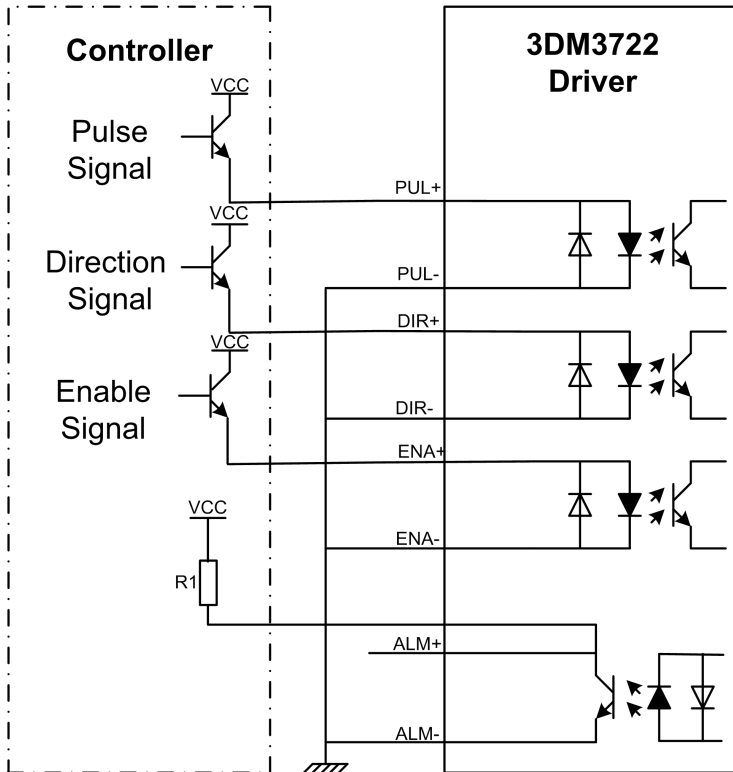 Controller
3DM3722
Driver
VCC
Pulse
Signal
PUL+
VCC
Direction
Signal
PUL-
DIR+
VCC
Enable
Signal
DIR-
ENA+
VCC
ENA-
R1
ALM+
ALM-